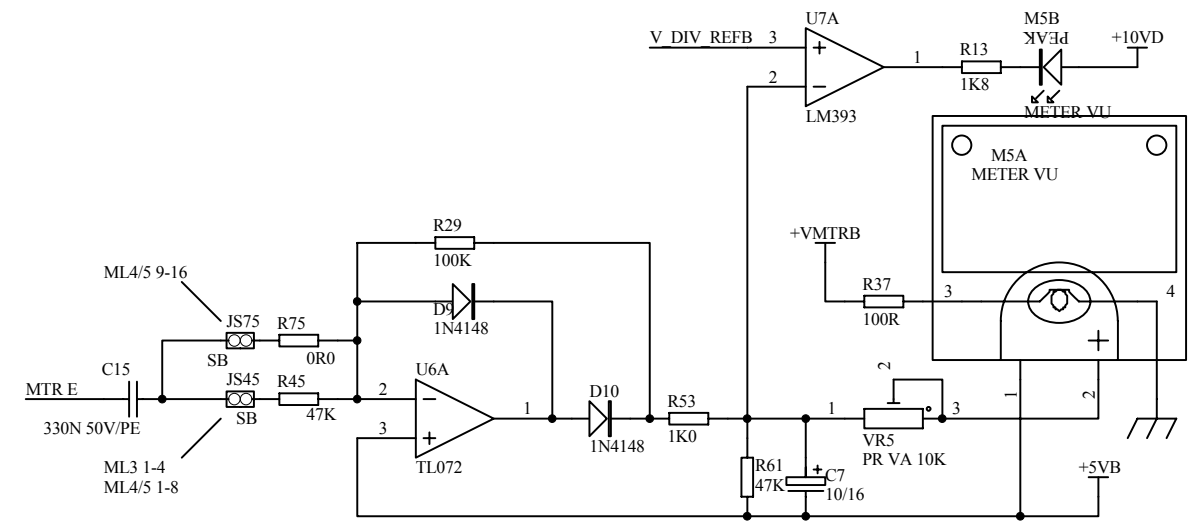 U7A
M5B
PEAK
V_DIV_REFB
3
+
1
R13
+10VD
2
−
1K8
LM393
METER VU
M5A
METER VU
R29
100K
+VMTRB
R37
3
4
100R
ML4/5 9-16
D9
1N4148
JS75
R75
SB
0R0
+
C15
JS45
R45
U6A
MTR E
2
−
SB
47K
D10
2
1
2
1
R53
1
3
330N 50V/PE
3
+
1N4148
1K0
VR5
PR VA 10K
TL072
ML3 1-4
ML4/5 1-8
R61
47K
+
C7
10/16
+5VB